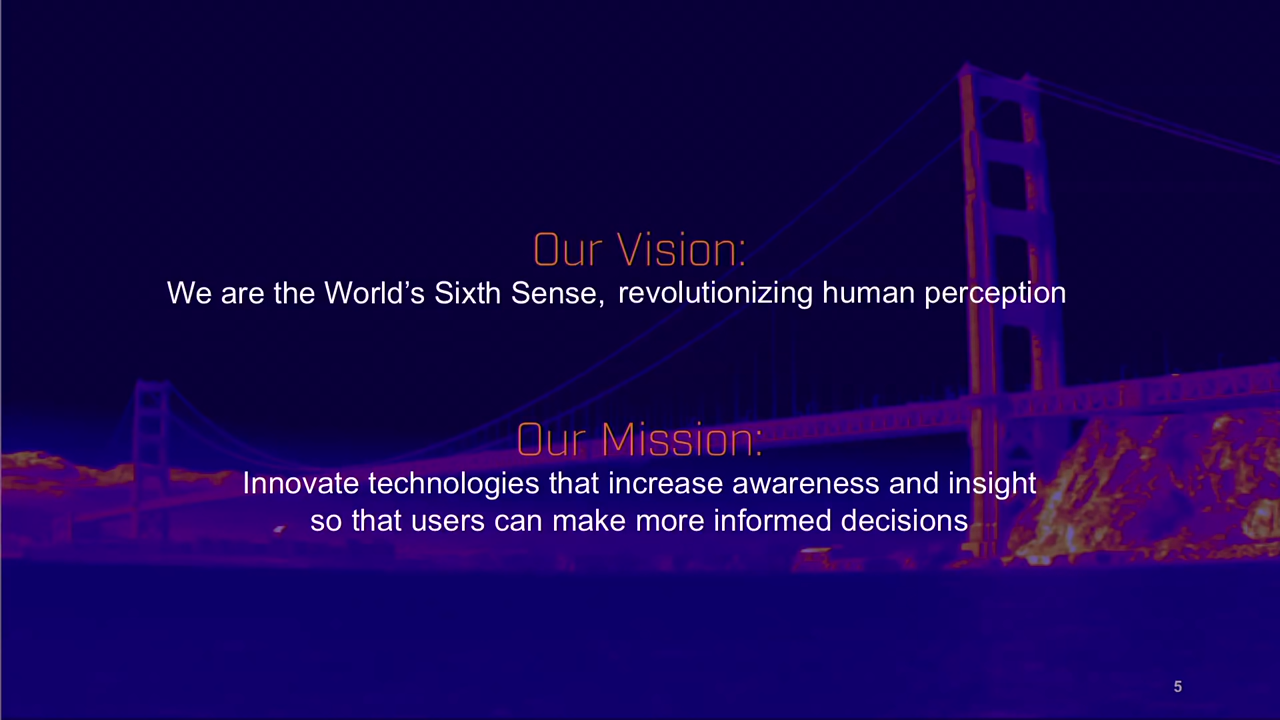 Our Vision:
We are the World’s Sixth Sense, revolutionizing human perception
Our Mission:
Innovate technologies that increase awareness and insight
so that users can make more informed decisions
5